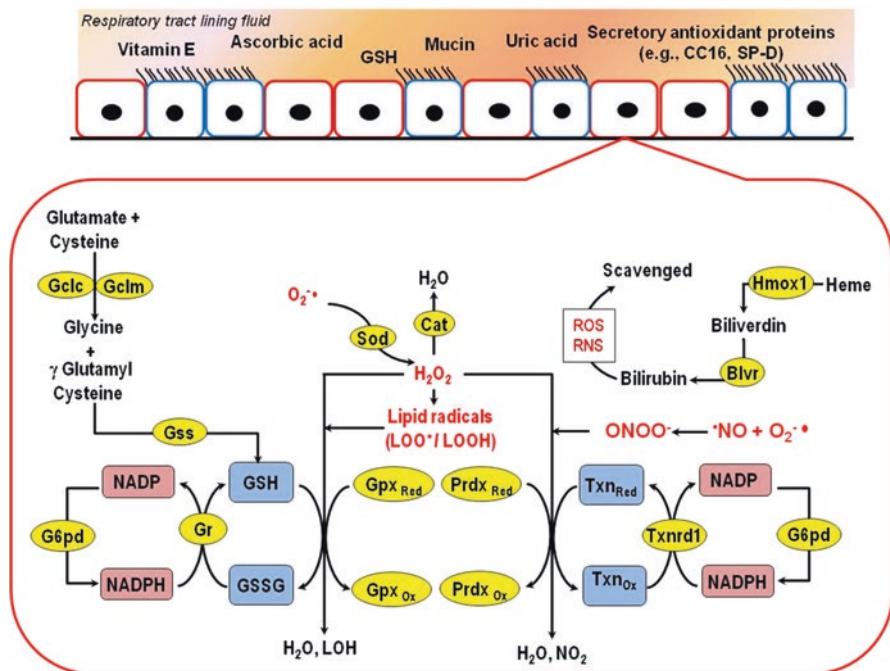 Respiratory tract lining fluid
Vitamin E
Ascorbic acid
GSH
Mucin
Uric acid
Secretory antioxidant proteins
(e.g., CC16, SP-D)
Glutamate +
Cysteine
Gclc
Gclm
Glycine
+
γ Glutamyl
Cysteine
Gss
O₂⁻•
Sod
H₂O
Cat
H₂O₂
Lipid radicals
(LOO•/ LOOH)
Scavenged
ROS
RNS
Hmox1
Heme
Biliverdin
Blvr
Bilirubin
ONOO⁻
•NO + O₂⁻•
NADP
GSH
Gpx Red
Prdx Red
Txn Red
NADP
G6pd
Gr
Txnrd1
G6pd
NADPH
GSSG
Gpx Ox
Prdx Ox
Txn Ox
NADPH
H₂O, LOH
H₂O, NO₂